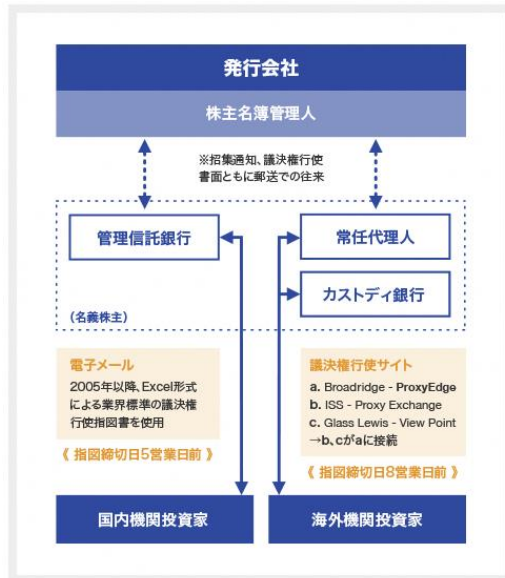 発行会社
株主名簿管理人
※招集通知、議決権行使
書面ともに郵送での往来
管理信託銀行
常任代理人
カストディ銀行
(名義株主)
電子メール
2005年以降、Excel形式
による業界標準の議決権
行使指図書を使用
《 指図締切日5営業日前 》
議決権行使サイト
a. Broadridge - ProxyEdge
b. ISS - Proxy Exchange
c. Glass Lewis - View Point
→b、cがaに接続
《 指図締切日8営業日前 》
国内機関投資家
海外機関投資家